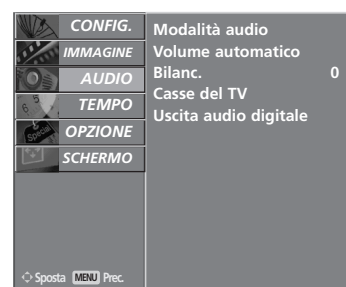 CONFIG.
IMMAGINE
AUDIO
TEMPO
OPZIONE
Special
SCHERMO
Modalità audio
Volume automatico
Bilanc. 0
Casse del TV
Uscita audio digitale
Sposta MENU Prec.